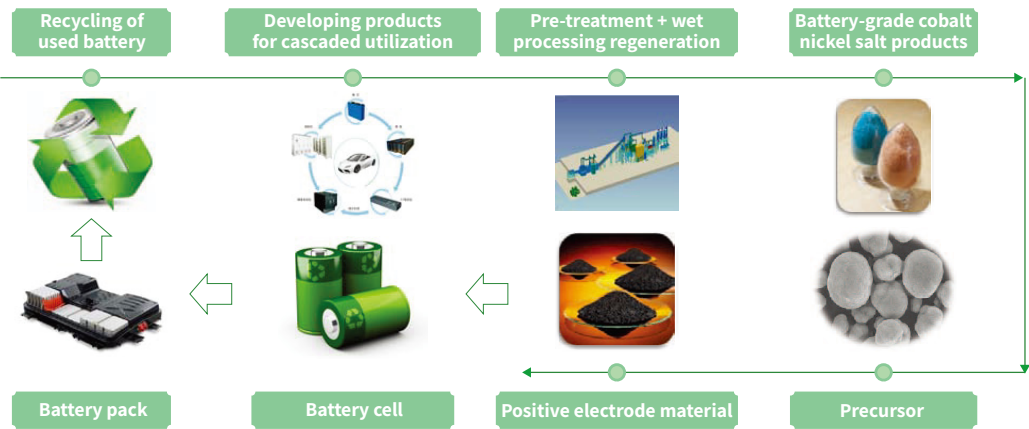 Recycling of
used battery
Developing products
for cascaded utilization
Pre-treatment + wet
processing regeneration
Battery-grade cobalt
nickel salt products
Battery pack
Battery cell
Positive electrode material
Precursor